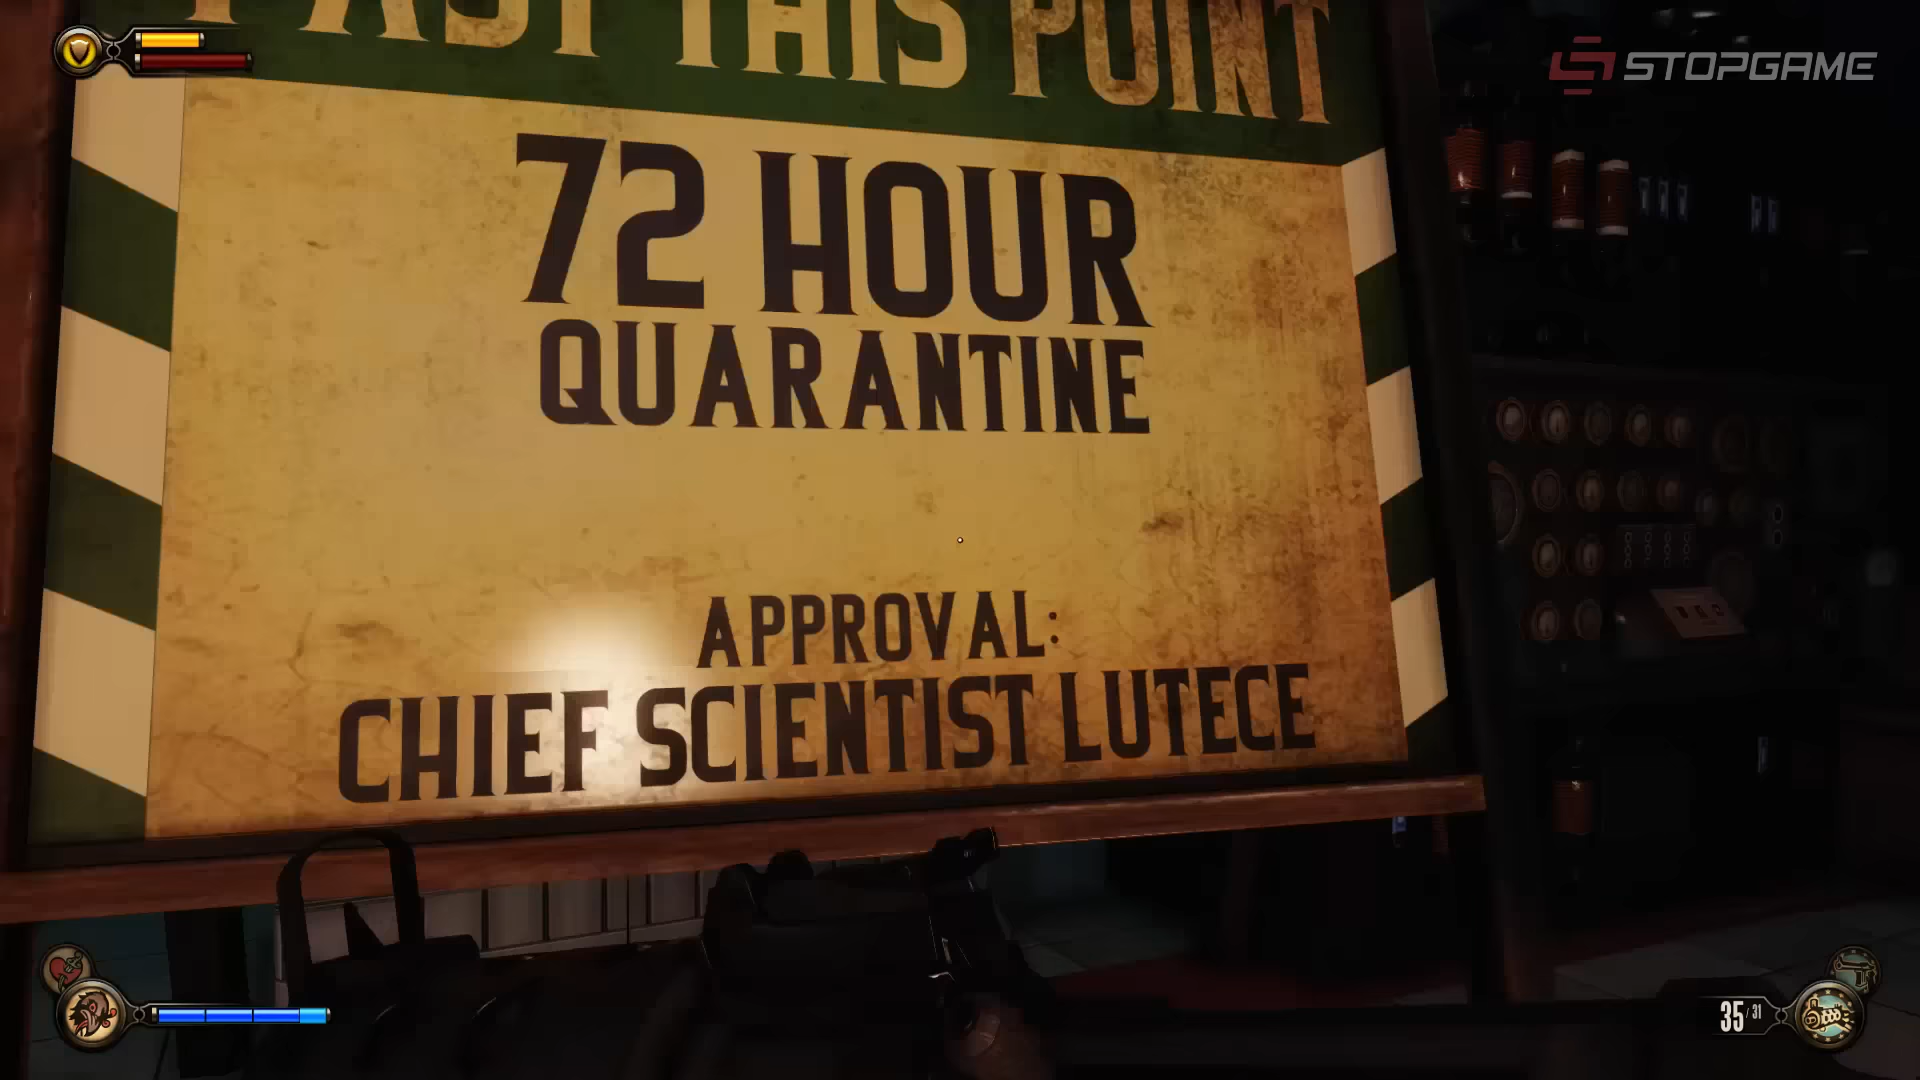 PAST THIS POINT
STOPGAME
72 HOUR
QUARANTINE
APPROVAL:
CHIEF SCIENTIST LUTECE
35/31